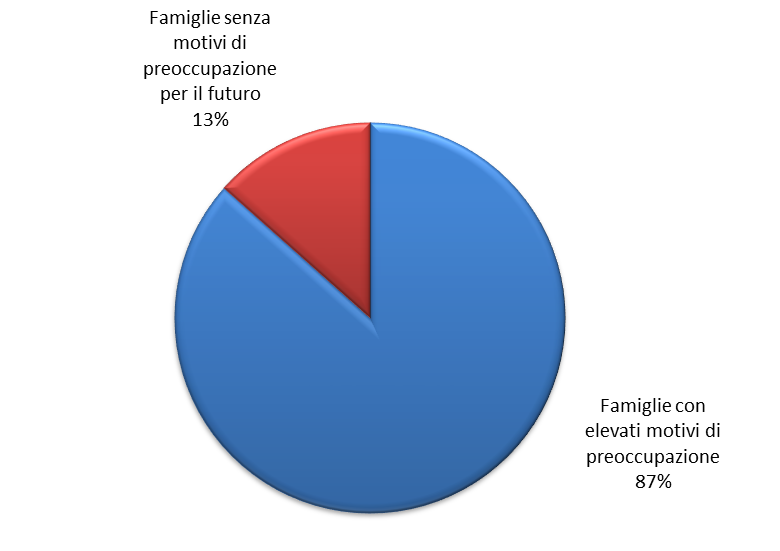 Famiglie senza
motivi di
preoccupazione
per il futuro
13%
Famiglie con
elevati motivi di
preoccupazione
87%